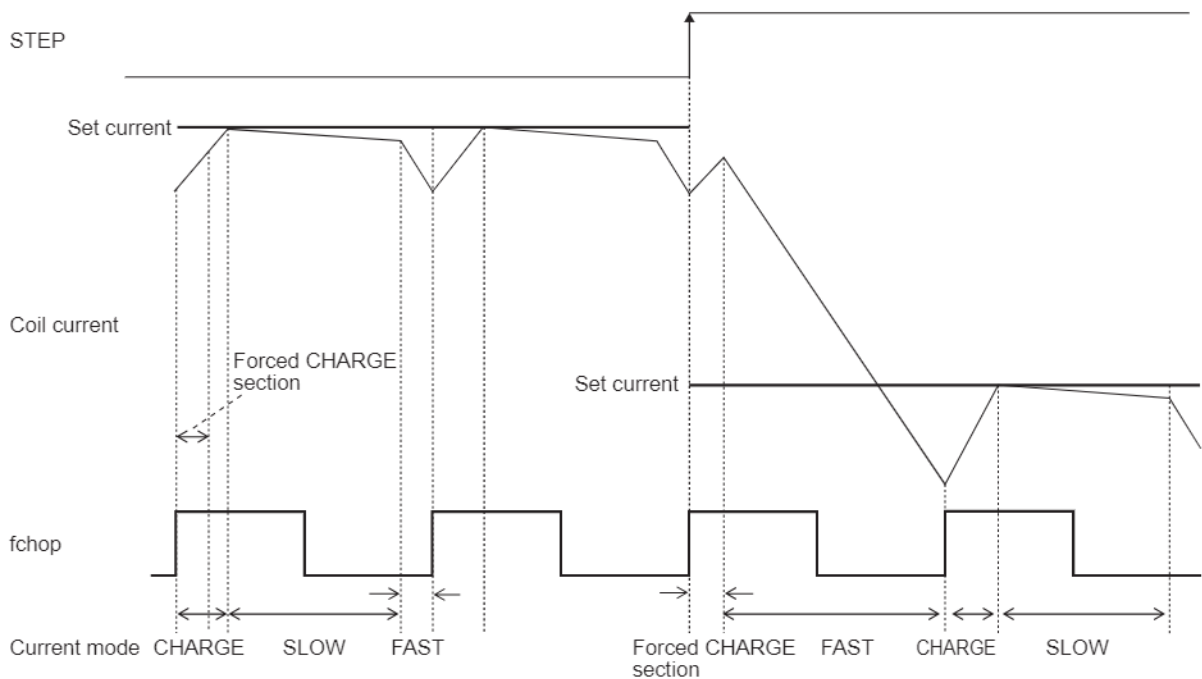 STEP
Set current
Coil current
Forced CHARGE
section
Set current
fchop
Current mode CHARGE SLOW FAST Forced CHARGE FAST CHARGE SLOW
section